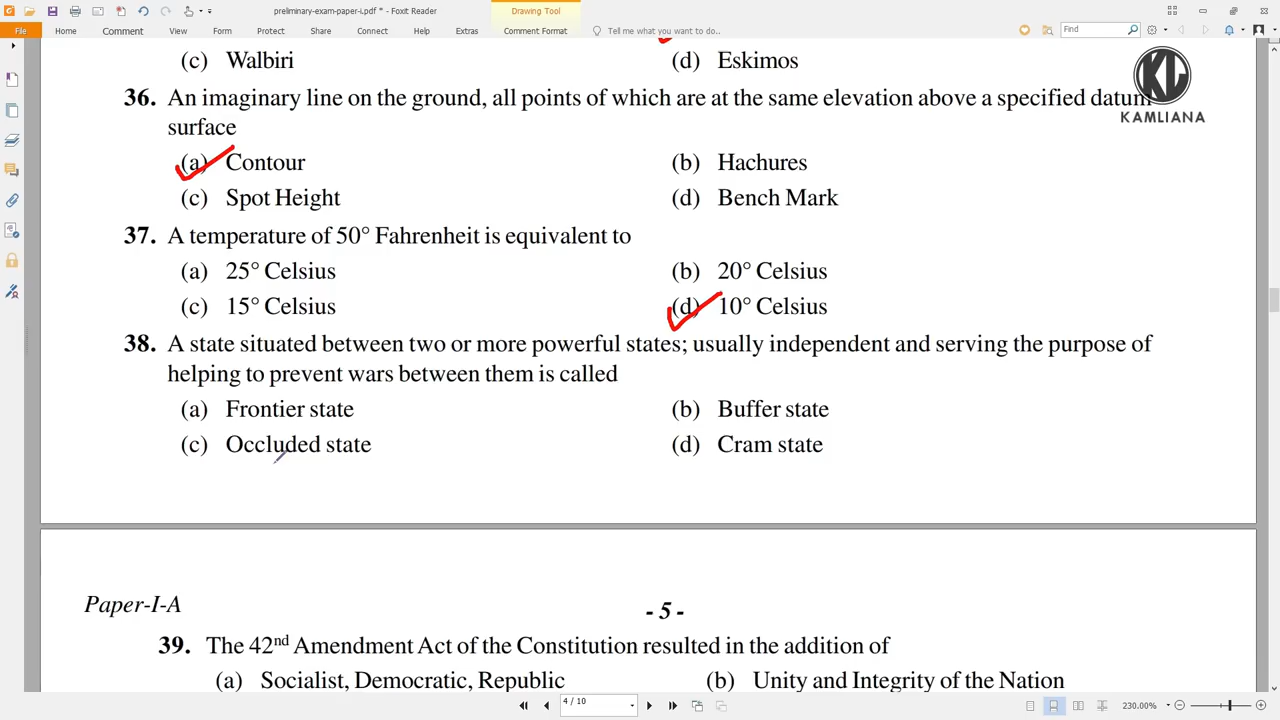 preliminary-exam-paper-i.pdf * - Foxit Reader
Drawing Tool
File Home Comment View Form Protect Share Connect Help Extras Comment Format Tell me what you want to do.. Find
(c) Walbiri (d) Eskimos
KL
KAMLIANA
36. An imaginary line on the ground, all points of which are at the same elevation above a specified datum
surface
(a) Contour (b) Hachures
(c) Spot Height (d) Bench Mark
37. A temperature of 50° Fahrenheit is equivalent to
(a) 25° Celsius (b) 20° Celsius
(c) 15° Celsius (d) 10° Celsius
38. A state situated between two or more powerful states; usually independent and serving the purpose of
helping to prevent wars between them is called
(a) Frontier state (b) Buffer state
(c) Occluded state (d) Cram state
Paper-I-A - 5 -
39. The 42nd Amendment Act of the Constitution resulted in the addition of
(a) Socialist, Democratic, Republic (b) Unity and Integrity of the Nation
4 / 10 230.00%